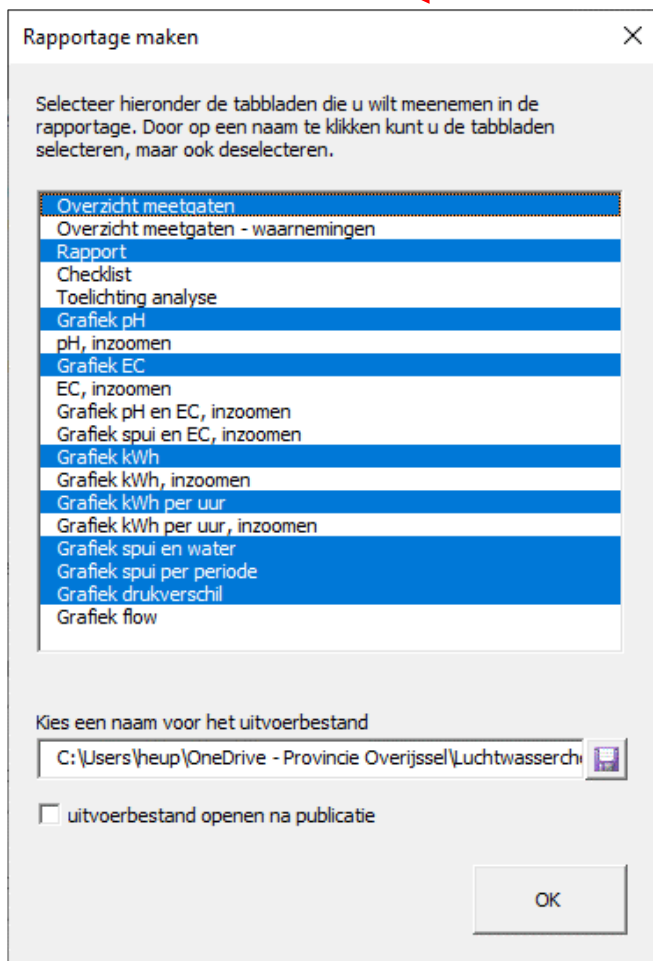 Rapportage maken
Selecteer hieronder de tabbladen die u wilt meenemen in de
rapportage. Door op een naam te klikken kunt u de tabbladen
selecteren, maar ook deselecteren.
Overzicht meetgaten
Overzicht meetgaten - waarnemingen
Rapport
Checklist
Toelichting analyse
Grafiek pH
pH, inzoomen
Grafiek EC
EC, inzoomen
Grafiek pH en EC, inzoomen
Grafiek spui en EC, inzoomen
Grafiek kWh
Grafiek kWh, inzoomen
Grafiek kWh per uur
Grafiek kWh per uur, inzoomen
Grafiek spui en water
Grafiek spui per periode
Grafiek drukverschil
Grafiek flow
Kies een naam voor het uitvoerbestand
C:\Users\heup\OneDrive - Provincie Overijssel\Luchtwasserch
uitvoerbestand openen na publicatie
OK